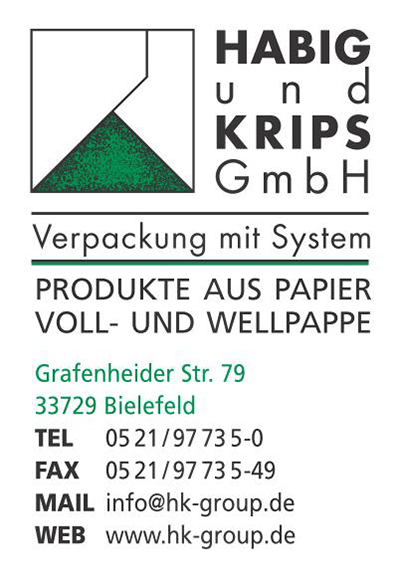 HABIG
und
KRIPS
GmbH
Verpackung mit System
PRODUKTE AUS PAPIER
VOLL- UND WELLPAPPE
Grafenheider Str. 79
33729 Bielefeld
TEL 05 21/97 73 5-0
FAX 05 21/97 73 5-49
MAIL info@hk-group.de
WEB www.hk-group.de